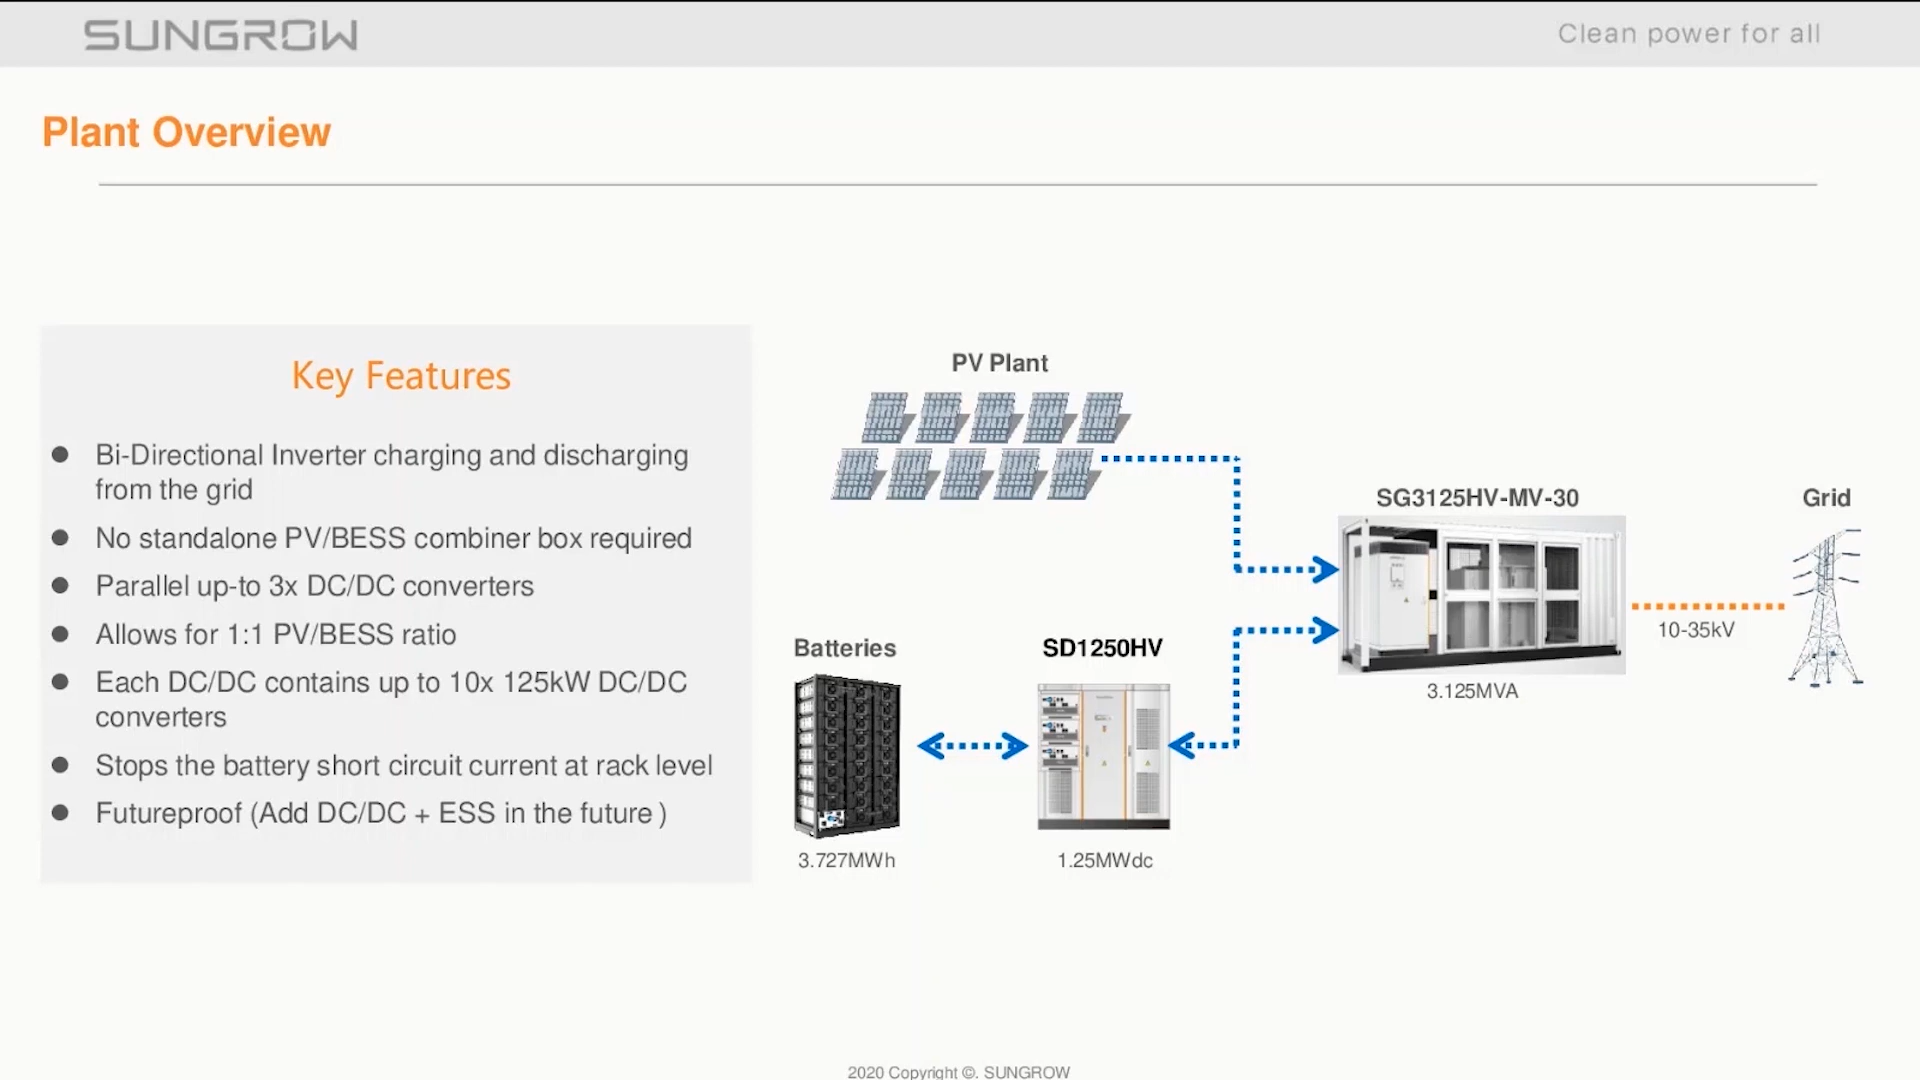 SUNGROW
Clean power for all
Plant Overview
Key Features
Bi-Directional Inverter charging and discharging
from the grid
No standalone PV/BESS combiner box required
Parallel up-to 3x DC/DC converters
Allows for 1:1 PV/BESS ratio
Each DC/DC contains up to 10x 125kW DC/DC
converters
Stops the battery short circuit current at rack level
Futureproof (Add DC/DC + ESS in the future )
PV Plant
SG3125HV-MV-30
Grid
10-35kV
3.125MVA
Batteries
SD1250HV
3.727MWh
1.25MWdc
2020 Copyright ©. SUNGROW